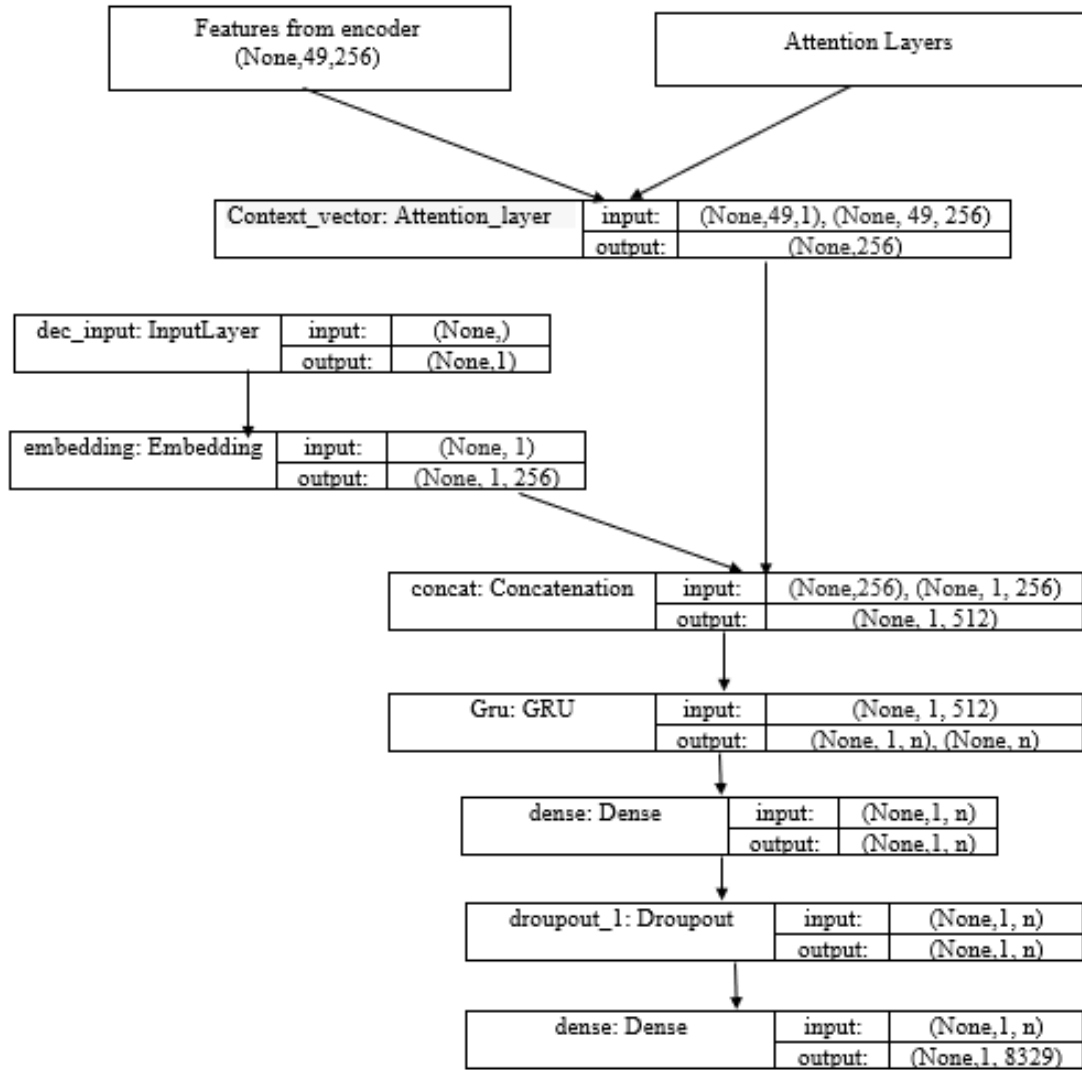 Features from encoder
(None,49,256)
Attention Layers
Context_vector: Attention_layer
input:
(None,49,1), (None, 49, 256)
output:
(None,256)
dec_input: InputLayer
input:
(None,)
output:
(None,1)
embedding: Embedding
input:
(None, 1)
output:
(None, 1, 256)
concat: Concatenation
input:
(None,256), (None, 1, 256)
output:
(None, 1, 512)
Gru: GRU
input:
(None, 1, 512)
output:
(None, 1, n), (None, n)
dense: Dense
input:
(None,1, n)
output:
(None,1, n)
droupout_1: Droupout
input:
(None,1, n)
output:
(None,1, n)
dense: Dense
input:
(None,1, n)
output:
(None,1, 8329)